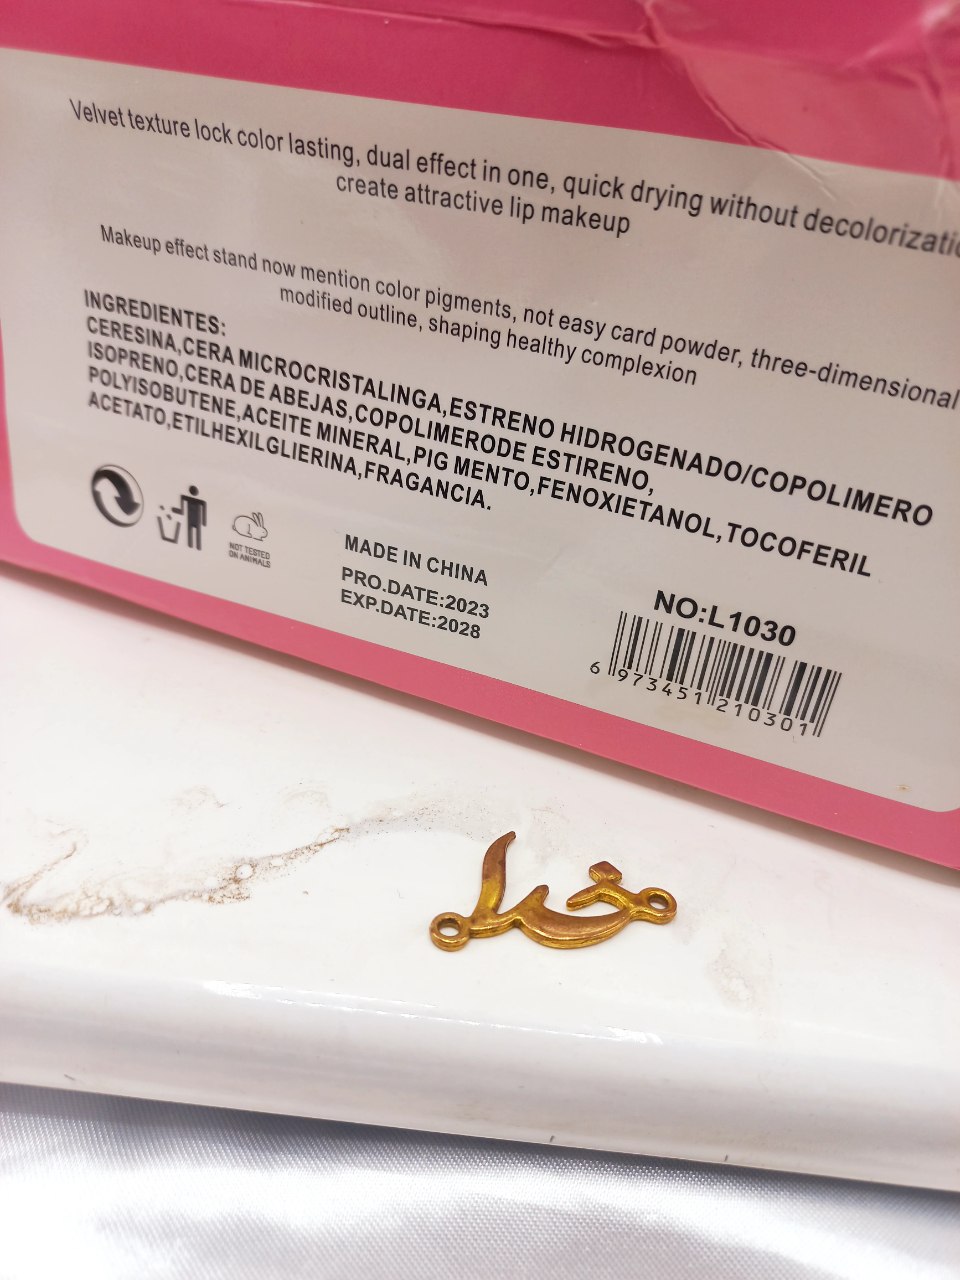 Velvet texture lock color lasting, dual effect in one, quick drying without decolorizatio
create attractive lip makeup
Makeup effect stand now mention color pigments, not easy card powder, three-dimensional
modified outline, shaping healthy complexion
INGREDIENTES:
CERESINA,CERA MICROCRISTALINGA,ESTRENO HIDROGENADO/COPOLIMERO
ISOPRENO,CERA DE ABEJAS,COPOLIMERODE ESTIRENO,
POLYISOBUTENE,ACEITE MINERAL,PIG MENTO,FENOXIETANOL,TOCOFERIL
ACETATO,ETILHEXILGLIERINA,FRAGANCIA.
NOT TESTED
ON ANIMALS
MADE IN CHINA
PRO.DATE:2023
EXP.DATE:2028
NO:L1030
6 973451 210301
خدا